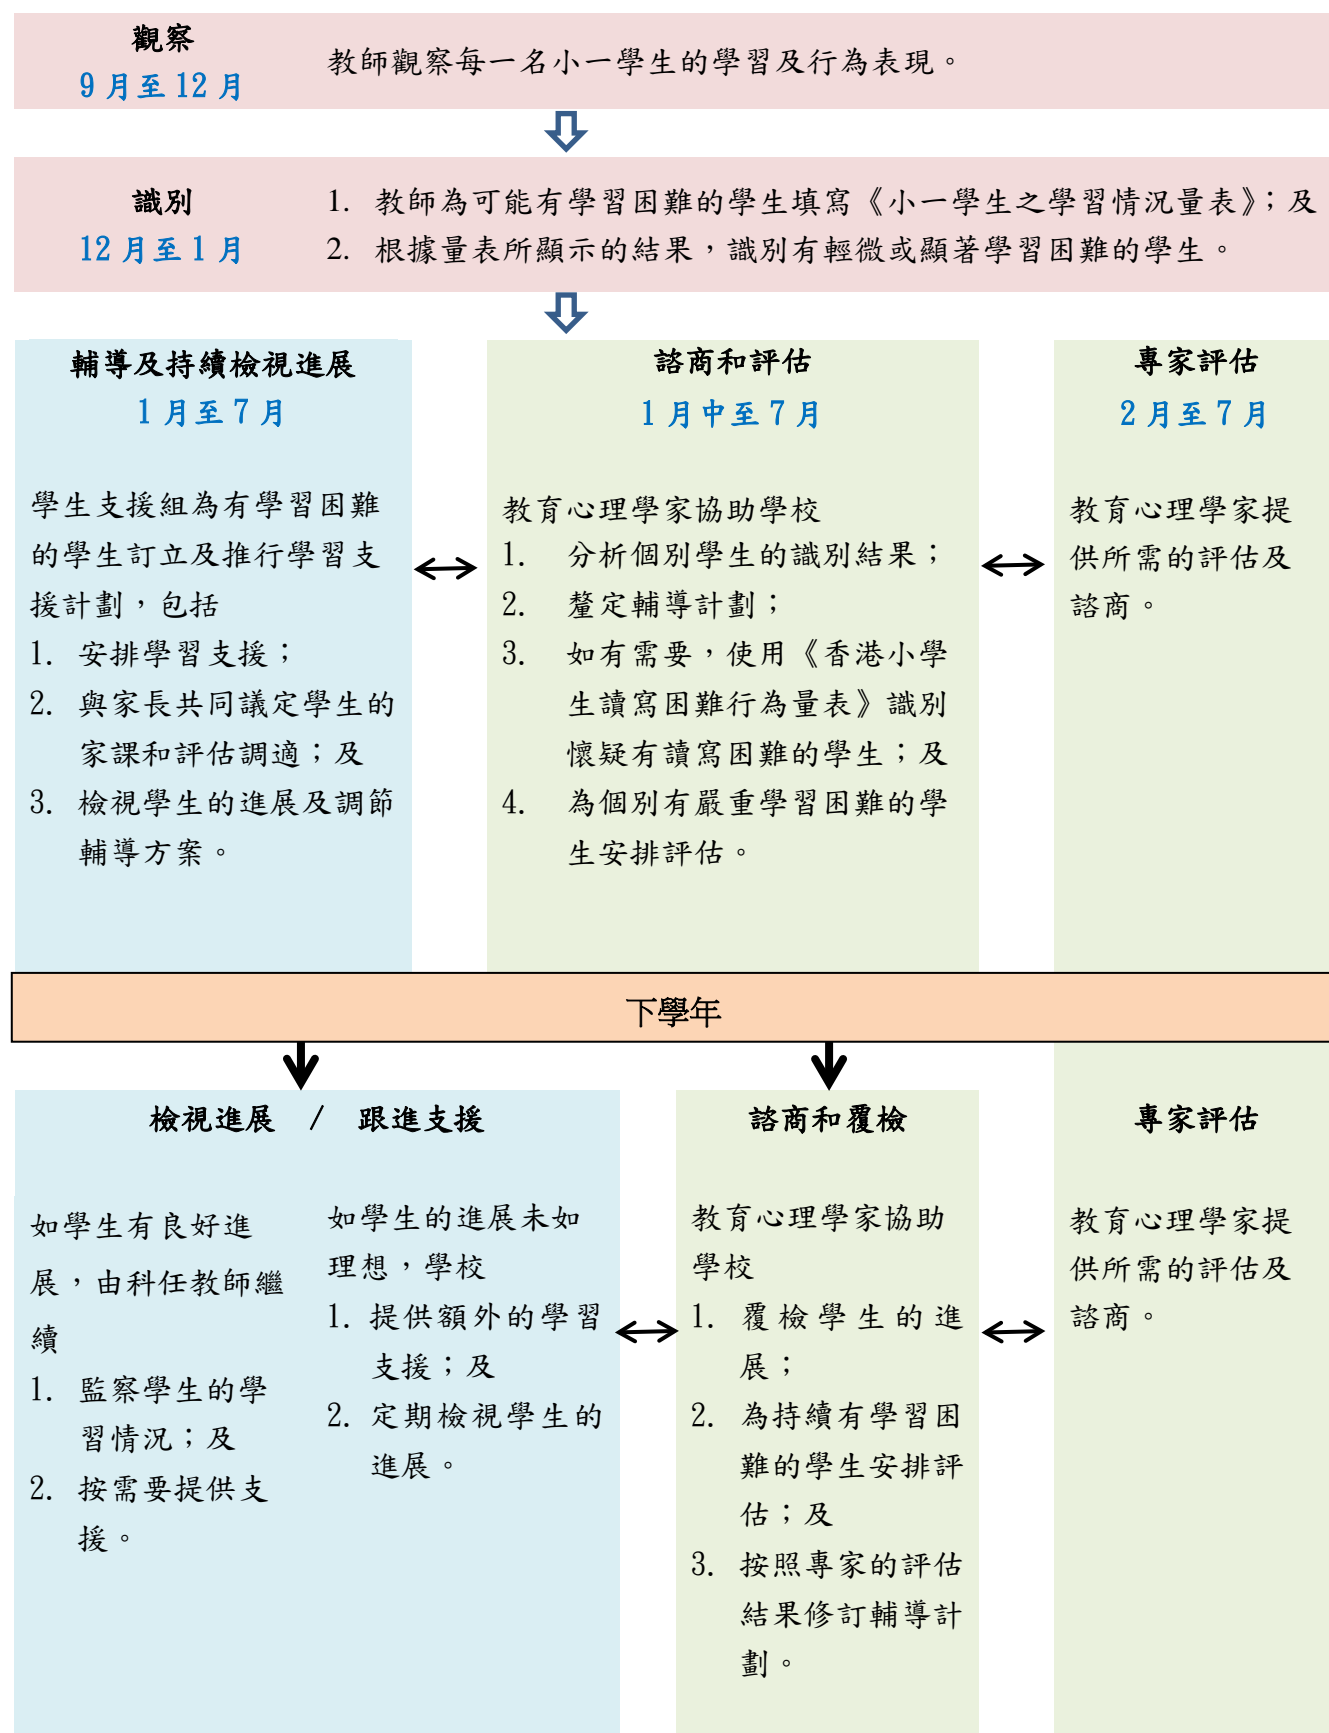 觀察
9 月至 12 月
教師觀察每一名小一學生的學習及行為表現。
識別
12 月至 1 月
1. 教師為可能有學習困難的學生填寫《小一學生之學習情況量表》；及
2. 根據量表所顯示的結果，識別有輕微或顯著學習困難的學生。
輔導及持續檢視進展
1 月至 7 月
學生支援組為有學習困難
的學生訂立及推行學習支
援計劃，包括
1. 安排學習支援；
2. 與家長共同議定學生的
家課和評估調適；及
3. 檢視學生的進展及調節
輔導方案。
諮商和評估
1 月中至 7 月
教育心理學家協助學校
1. 分析個別學生的識別結果；
2. 釐定輔導計劃；
3. 如有需要，使用《香港小學
生讀寫困難行為量表》識別
懷疑有讀寫困難的學生；及
4. 為個別有嚴重學習困難的學
生安排評估。
專家評估
2 月至 7 月
教育心理學家提
供所需的評估及
諮商。
下學年
檢視進展 / 跟進支援
如學生有良好進
展，由科任教師繼
續
1. 監察學生的學
習情況；及
2. 按需要提供支
援。
如學生的進展未如
理想，學校
1. 提供額外的學習
支援；及
2. 定期檢視學生的
進展。
諮商和覆檢
教育心理學家協助
學校
1. 覆檢學生的進
展；
2. 為持續有學習困
難的學生安排評
估；及
3. 按照專家的評估
結果修訂輔導計
劃。
專家評估
教育心理學家提
供所需的評估及
諮商。